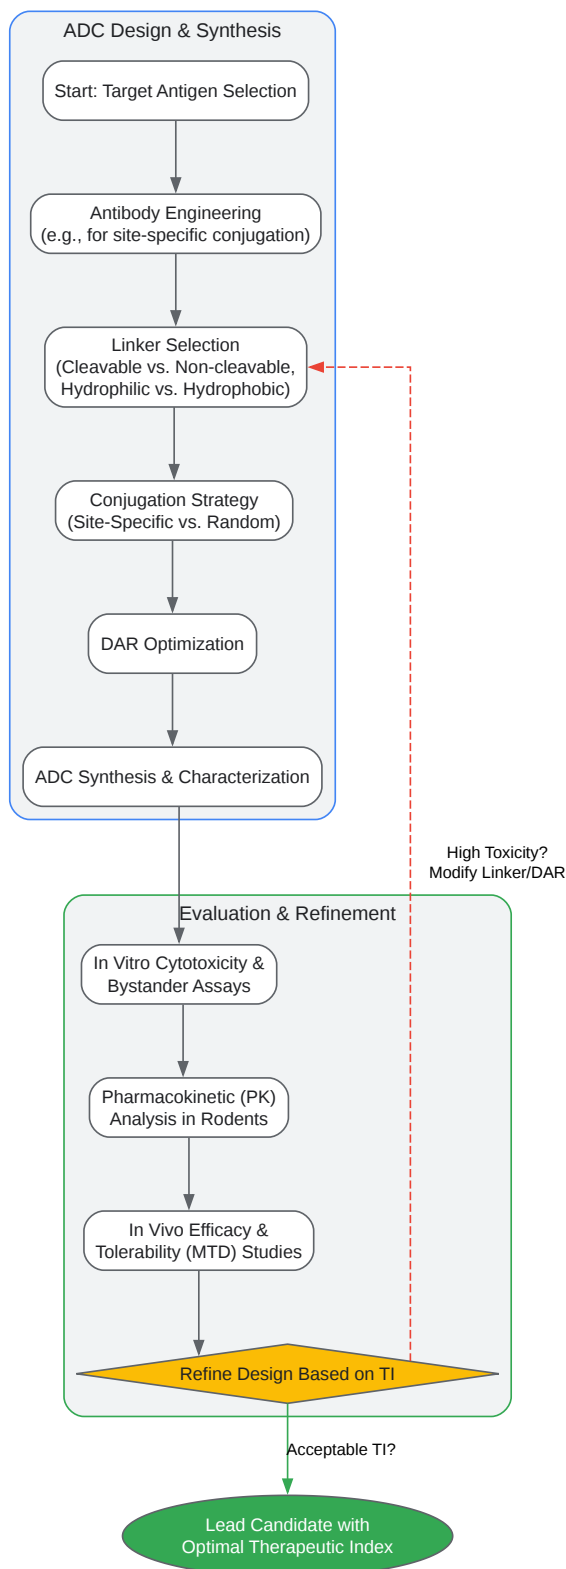 ADC Design & Synthesis
Start: Target Antigen Selection
Antibody Engineering
(e.g., for site-specific conjugation)
Linker Selection
(Cleavable vs. Non-cleavable,
Hydrophilic vs. Hydrophobic)
Conjugation Strategy
(Site-Specific vs. Random)
DAR Optimization
ADC Synthesis & Characterization
High Toxicity?
Modify Linker/DAR
Evaluation & Refinement
In Vitro Cytotoxicity &
Bystander Assays
Pharmacokinetic (PK)
Analysis in Rodents
In Vivo Efficacy &
Tolerability (MTD) Studies
Refine Design Based on TI
Acceptable TI?
Lead Candidate with
Optimal Therapeutic Index